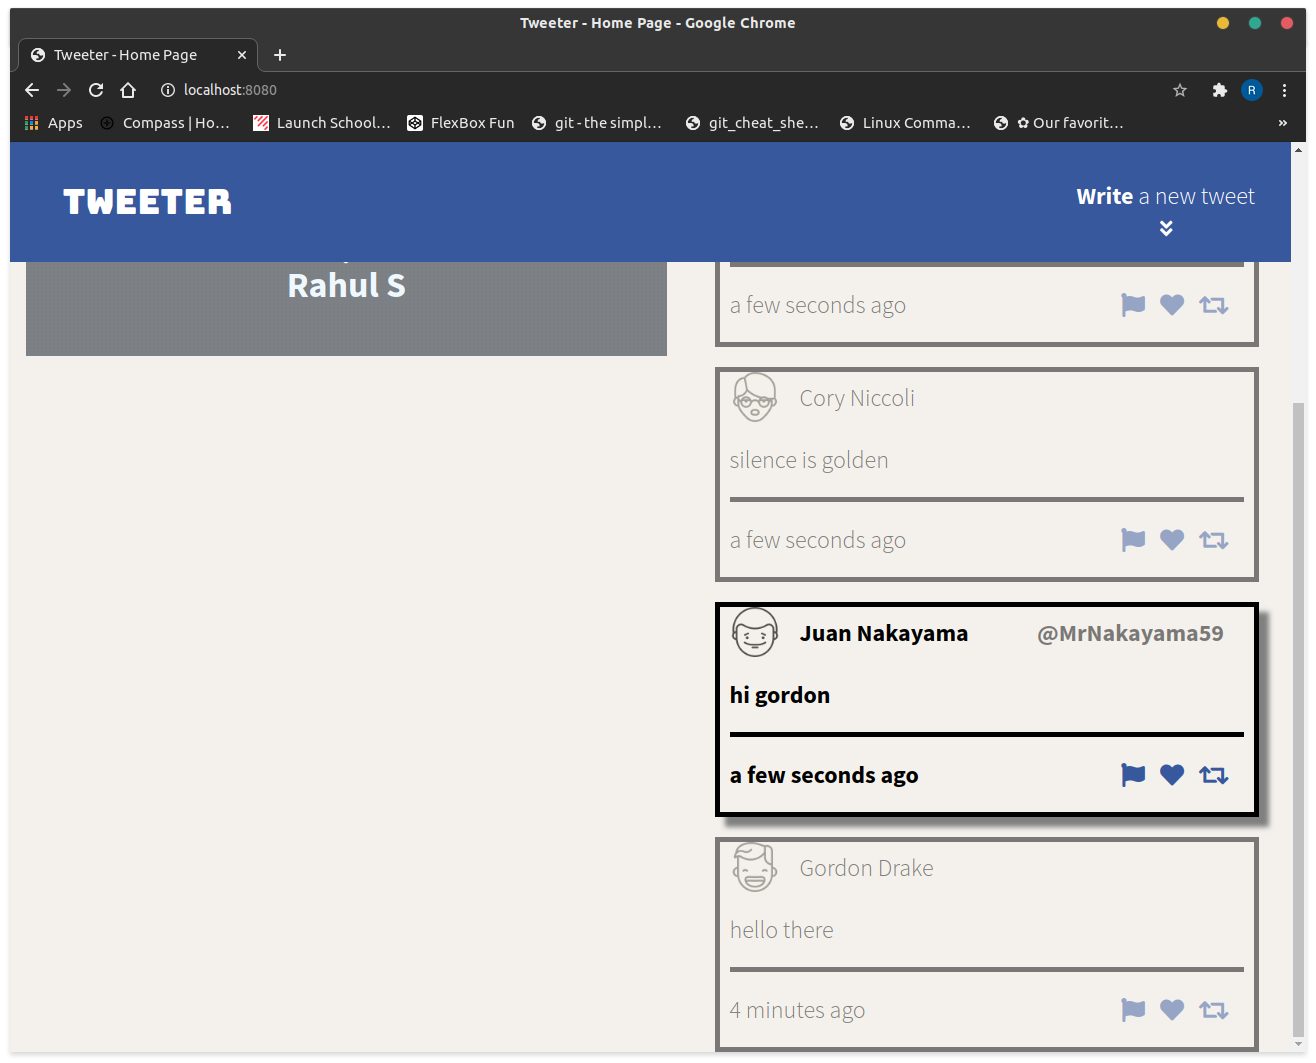 Tweeter - Home Page - Google Chrome
Tweeter - Home Page
localhost:8080
R
Apps
Compass | Ho...
Launch School...
FlexBox Fun
git - the simpl...
git_cheat_she...
Linux Comma...
✿ Our favorit...
»
TWEETER
Write a new tweet
Rahul S
a few seconds ago
Cory Niccoli
silence is golden
a few seconds ago
Juan Nakayama @MrNakayama59
hi gordon
a few seconds ago
Gordon Drake
hello there
4 minutes ago